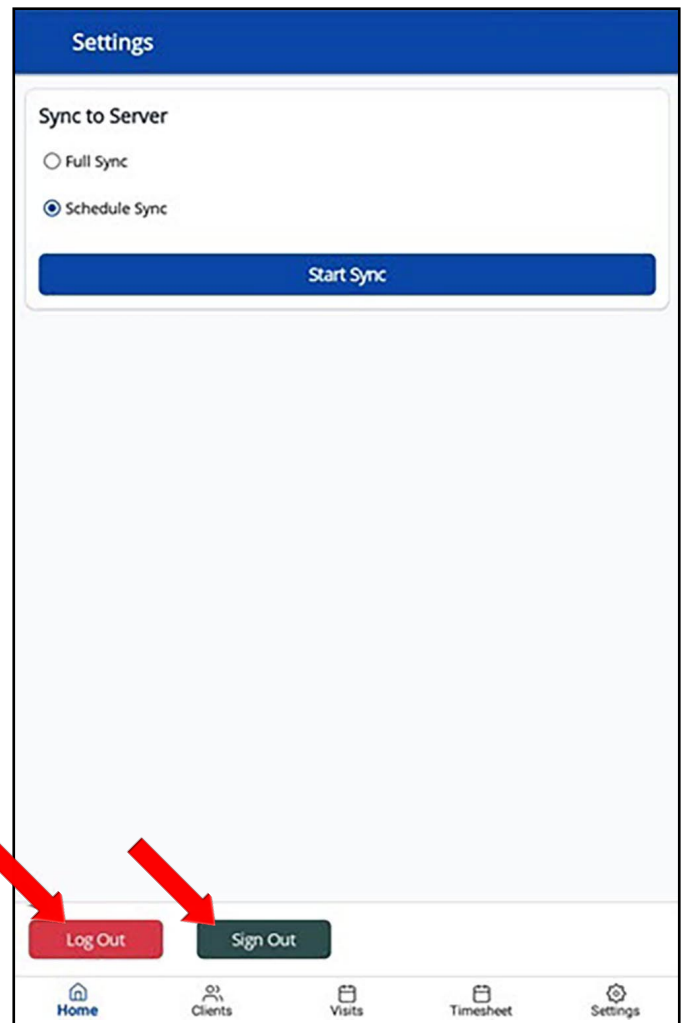 Settings
Sync to Server
Full Sync
Schedule Sync
Start Sync
Log Out Sign Out
Home Clients Visits Timesheet Settings